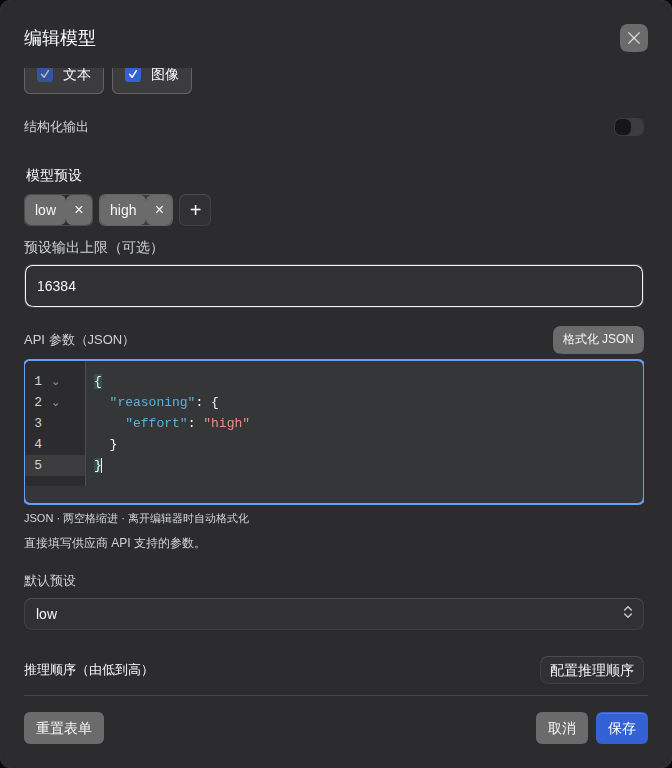 编辑模型
文本 图像
结构化输出
模型预设
low × high × +
预设输出上限（可选）
16384
API 参数（JSON） 格式化 JSON
1 {
2   "reasoning": {
3     "effort": "high"
4   }
5 }
JSON · 两空格缩进 · 离开编辑器时自动格式化
直接填写供应商 API 支持的参数。
默认预设
low
推理顺序（由低到高） 配置推理顺序
重置表单 取消 保存